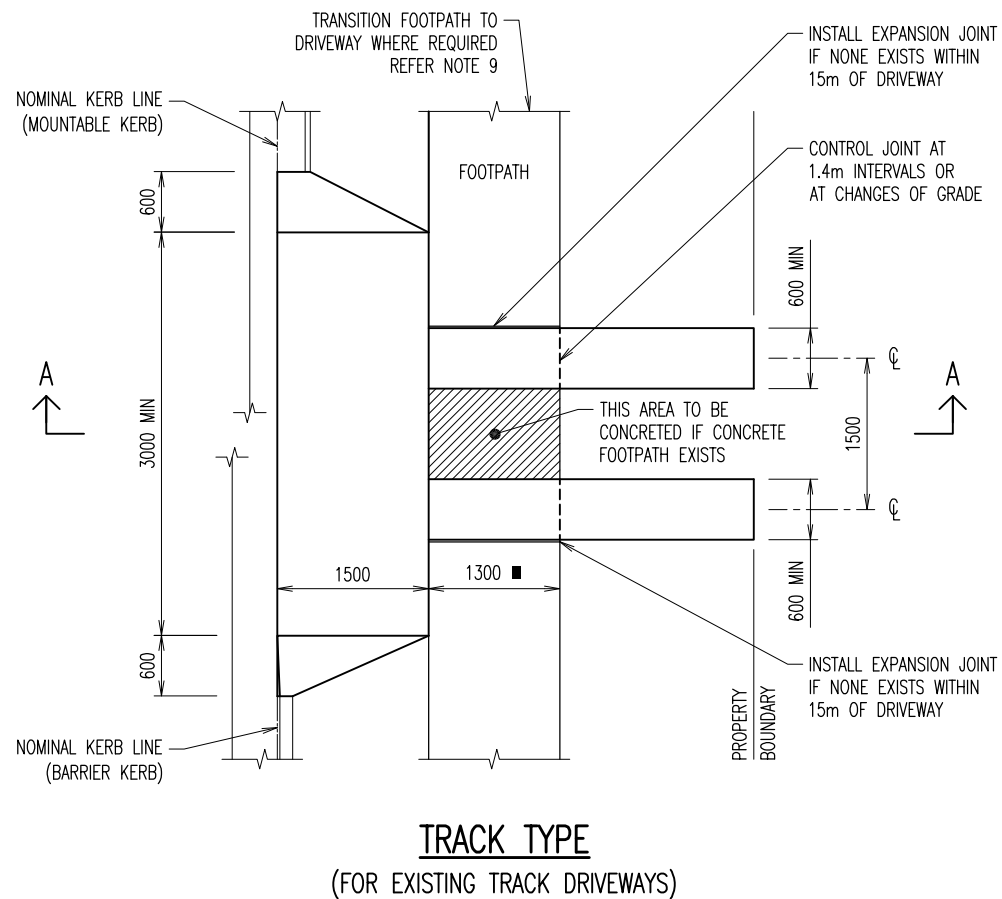 TRANSITION FOOTPATH TO
DRIVEWAY WHERE REQUIRED
REFER NOTE 9
INSTALL EXPANSION JOINT
IF NONE EXISTS WITHIN
15m OF DRIVEWAY
NOMINAL KERB LINE
(MOUNTABLE KERB)
CONTROL JOINT AT
1.4m INTERVALS OR
AT CHANGES OF GRADE
FOOTPATH
600
600 MIN
A
A
℄
3000 MIN
THIS AREA TO BE
CONCRETED IF CONCRETE
FOOTPATH EXISTS
1500
℄
1500
1300 ■
600 MIN
600
INSTALL EXPANSION JOINT
IF NONE EXISTS WITHIN
15m OF DRIVEWAY
PROPERTY
BOUNDARY
NOMINAL KERB LINE
(BARRIER KERB)
TRACK TYPE
(FOR EXISTING TRACK DRIVEWAYS)